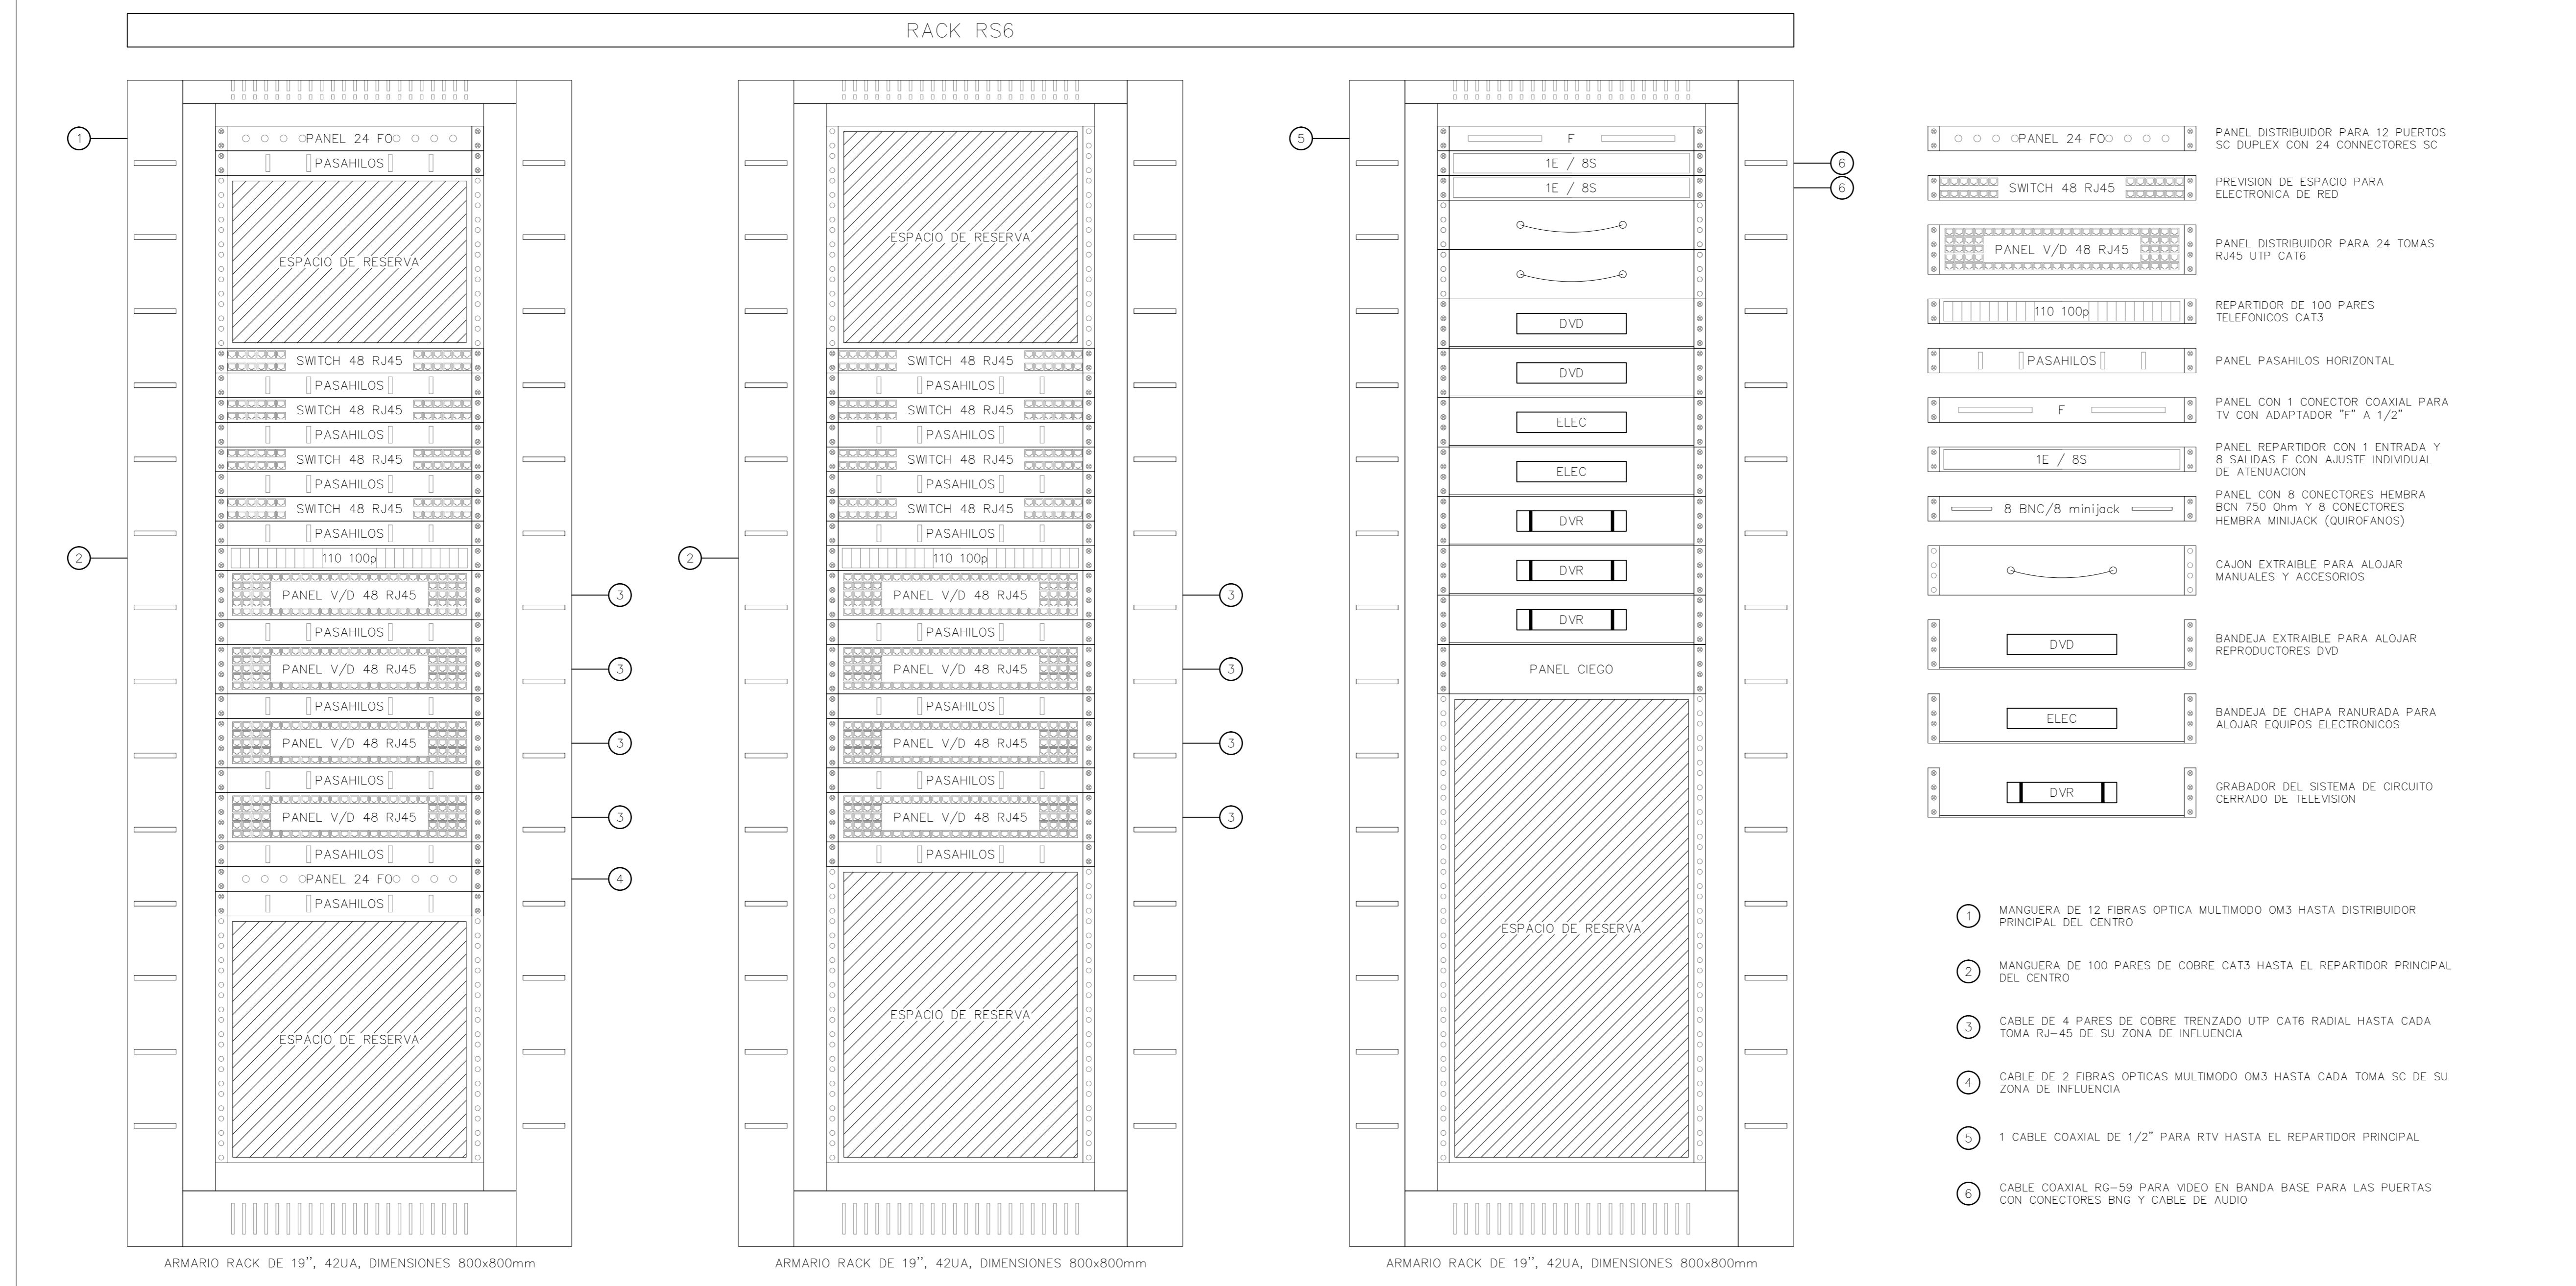 RACK RS6
1
PANEL 24 FO
PASAHILOS
ESPACIO DE RESERVA
SWITCH 48 RJ45
PASAHILOS
SWITCH 48 RJ45
PASAHILOS
SWITCH 48 RJ45
PASAHILOS
SWITCH 48 RJ45
PASAHILOS
2
110 100p
PANEL V/D 48 RJ45
3
PASAHILOS
PANEL V/D 48 RJ45
3
PASAHILOS
PANEL V/D 48 RJ45
3
PASAHILOS
PANEL V/D 48 RJ45
3
PASAHILOS
PANEL 24 FO
4
PASAHILOS
ESPACIO DE RESERVA
ARMARIO RACK DE 19'', 42UA, DIMENSIONES 800x800mm
ESPACIO DE RESERVA
SWITCH 48 RJ45
PASAHILOS
SWITCH 48 RJ45
PASAHILOS
SWITCH 48 RJ45
PASAHILOS
SWITCH 48 RJ45
PASAHILOS
2
110 100p
PANEL V/D 48 RJ45
3
PASAHILOS
PANEL V/D 48 RJ45
3
PASAHILOS
PANEL V/D 48 RJ45
3
PASAHILOS
PANEL V/D 48 RJ45
3
PASAHILOS
ESPACIO DE RESERVA
ARMARIO RACK DE 19'', 42UA, DIMENSIONES 800x800mm
5
F
1E / 8S
6
1E / 8S
6
DVD
DVD
ELEC
ELEC
DVR
DVR
DVR
PANEL CIEGO
ESPACIO DE RESERVA
ARMARIO RACK DE 19'', 42UA, DIMENSIONES 800x800mm
PANEL 24 FO
PANEL DISTRIBUIDOR PARA 12 PUERTOS
SC DUPLEX CON 24 CONNECTORES SC
SWITCH 48 RJ45
PREVISION DE ESPACIO PARA
ELECTRONICA DE RED
PANEL V/D 48 RJ45
PANEL DISTRIBUIDOR PARA 24 TOMAS
RJ45 UTP CAT6
110 100p
REPARTIDOR DE 100 PARES
TELEFONICOS CAT3
PASAHILOS
PANEL PASAHILOS HORIZONTAL
F
PANEL CON 1 CONECTOR COAXIAL PARA
TV CON ADAPTADOR "F" A 1/2"
1E / 8S
PANEL REPARTIDOR CON 1 ENTRADA Y
8 SALIDAS F CON AJUSTE INDIVIDUAL
DE ATENUACION
8 BNC/8 minijack
PANEL CON 8 CONECTORES HEMBRA
BCN 750 Ohm Y 8 CONECTORES
HEMBRA MINIJACK (QUIROFANOS)
CAJON EXTRAIBLE PARA ALOJAR
MANUALES Y ACCESORIOS
DVD
BANDEJA EXTRAIBLE PARA ALOJAR
REPRODUCTORES DVD
ELEC
BANDEJA DE CHAPA RANURADA PARA
ALOJAR EQUIPOS ELECTRONICOS
DVR
GRABADOR DEL SISTEMA DE CIRCUITO
CERRADO DE TELEVISION
1
MANGUERA DE 12 FIBRAS OPTICA MULTIMODO OM3 HASTA DISTRIBUIDOR
PRINCIPAL DEL CENTRO
2
MANGUERA DE 100 PARES DE COBRE CAT3 HASTA EL REPARTIDOR PRINCIPAL
DEL CENTRO
3
CABLE DE 4 PARES DE COBRE TRENZADO UTP CAT6 RADIAL HASTA CADA
TOMA RJ-45 DE SU ZONA DE INFLUENCIA
4
CABLE DE 2 FIBRAS OPTICAS MULTIMODO OM3 HASTA CADA TOMA SC DE SU
ZONA DE INFLUENCIA
5
1 CABLE COAXIAL DE 1/2" PARA RTV HASTA EL REPARTIDOR PRINCIPAL
6
CABLE COAXIAL RG-59 PARA VIDEO EN BANDA BASE PARA LAS PUERTAS
CON CONECTORES BNG Y CABLE DE AUDIO